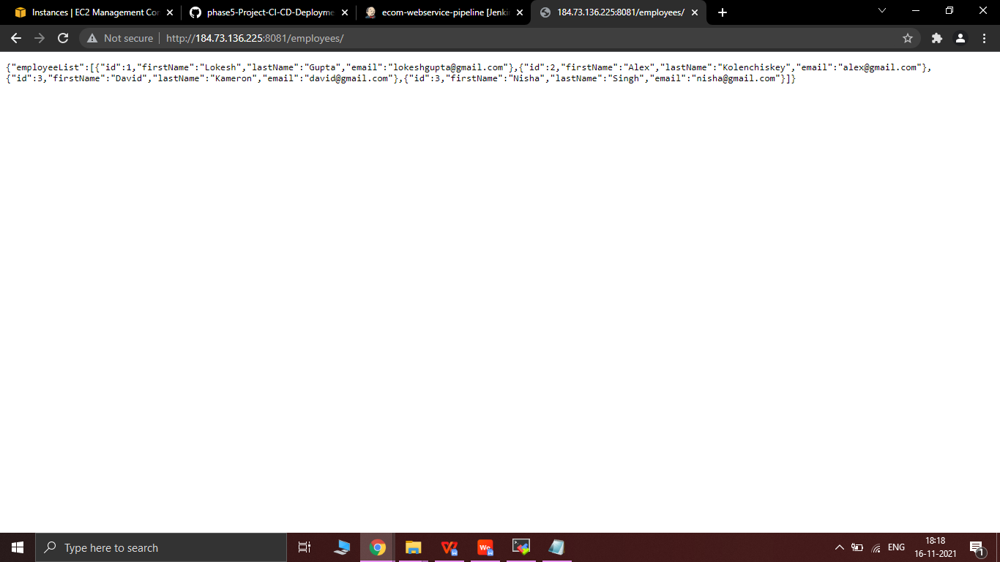 Instances | EC2 Management Con
phase5-Project-CI-CD-Deployme
ecom-webservice-pipeline [Jenki
184.73.136.225:8081/employees/
Not secure
http://184.73.136.225:8081/employees/
{"employeeList":[{"id":1,"firstName":"Lokesh","lastName":"Gupta","email":"lokeshgupta@gmail.com"},{"id":2,"firstName":"Alex","lastName":"Kolenchiskey","email":"alex@gmail.com"},
{"id":3,"firstName":"David","lastName":"Kameron","email":"david@gmail.com"},{"id":3,"firstName":"Nisha","lastName":"Singh","email":"nisha@gmail.com"}]}
Type here to search
ENG
18:18
16-11-2021
1